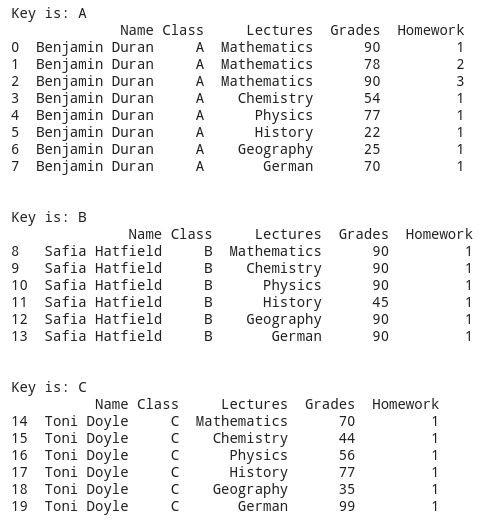 Key is: A
Name Class Lectures Grades Homework
0 Benjamin Duran A Mathematics 90 1
1 Benjamin Duran A Mathematics 78 2
2 Benjamin Duran A Mathematics 90 3
3 Benjamin Duran A Chemistry 54 1
4 Benjamin Duran A Physics 77 1
5 Benjamin Duran A History 22 1
6 Benjamin Duran A Geography 25 1
7 Benjamin Duran A German 70 1
Key is: B
Name Class Lectures Grades Homework
8 Safia Hatfield B Mathematics 90 1
9 Safia Hatfield B Chemistry 90 1
10 Safia Hatfield B Physics 90 1
11 Safia Hatfield B History 45 1
12 Safia Hatfield B Geography 90 1
13 Safia Hatfield B German 90 1
Key is: C
Name Class Lectures Grades Homework
14 Toni Doyle C Mathematics 70 1
15 Toni Doyle C Chemistry 44 1
16 Toni Doyle C Physics 56 1
17 Toni Doyle C History 77 1
18 Toni Doyle C Geography 35 1
19 Toni Doyle C German 99 1